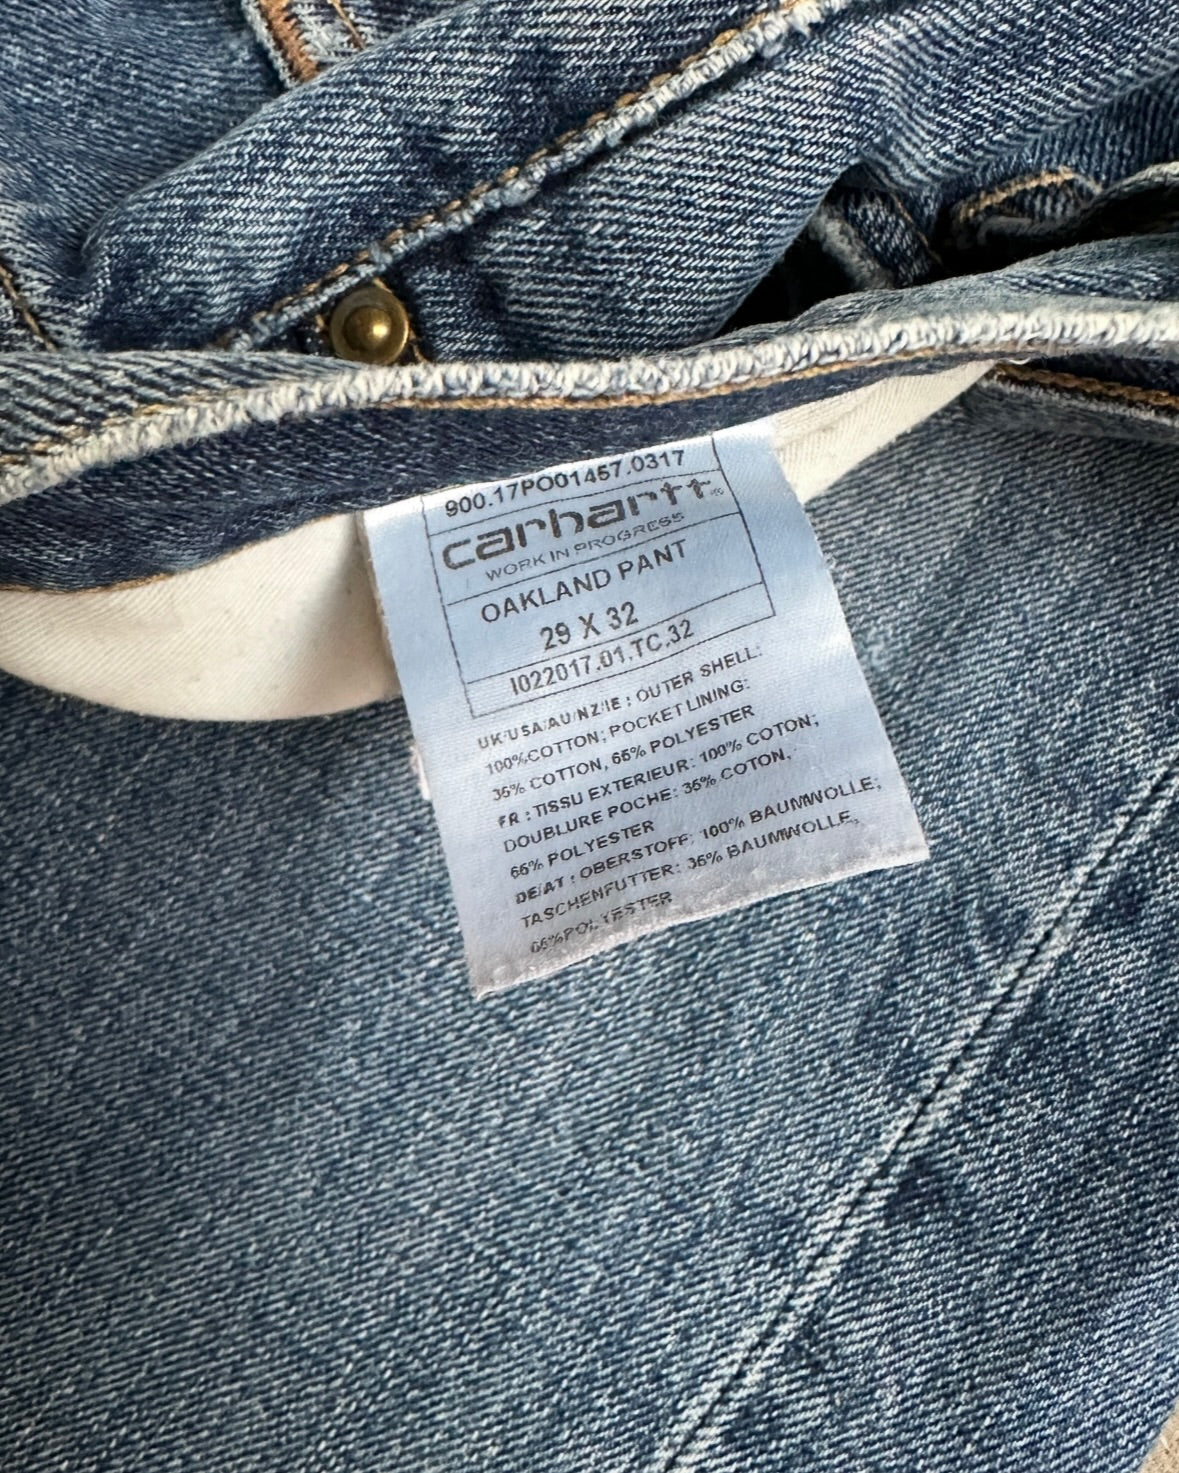 900.17PO01457.0317
carhartt®
WORK IN PROGRESS
OAKLAND PANT
29 X 32
I022017.01.TC.32
UK/USA/AU/NZ/IE : OUTER SHELL:
100%COTTON; POCKET LINING:
35% COTTON, 65% POLYESTER
FR : TISSU EXTERIEUR: 100% COTON;
DOUBLURE POCHE: 35% COTON,
65% POLYESTER
DE/AT : OBERSTOFF: 100% BAUMWOLLE;
TASCHENFUTTER: 35% BAUMWOLLE,
65%POLYESTER